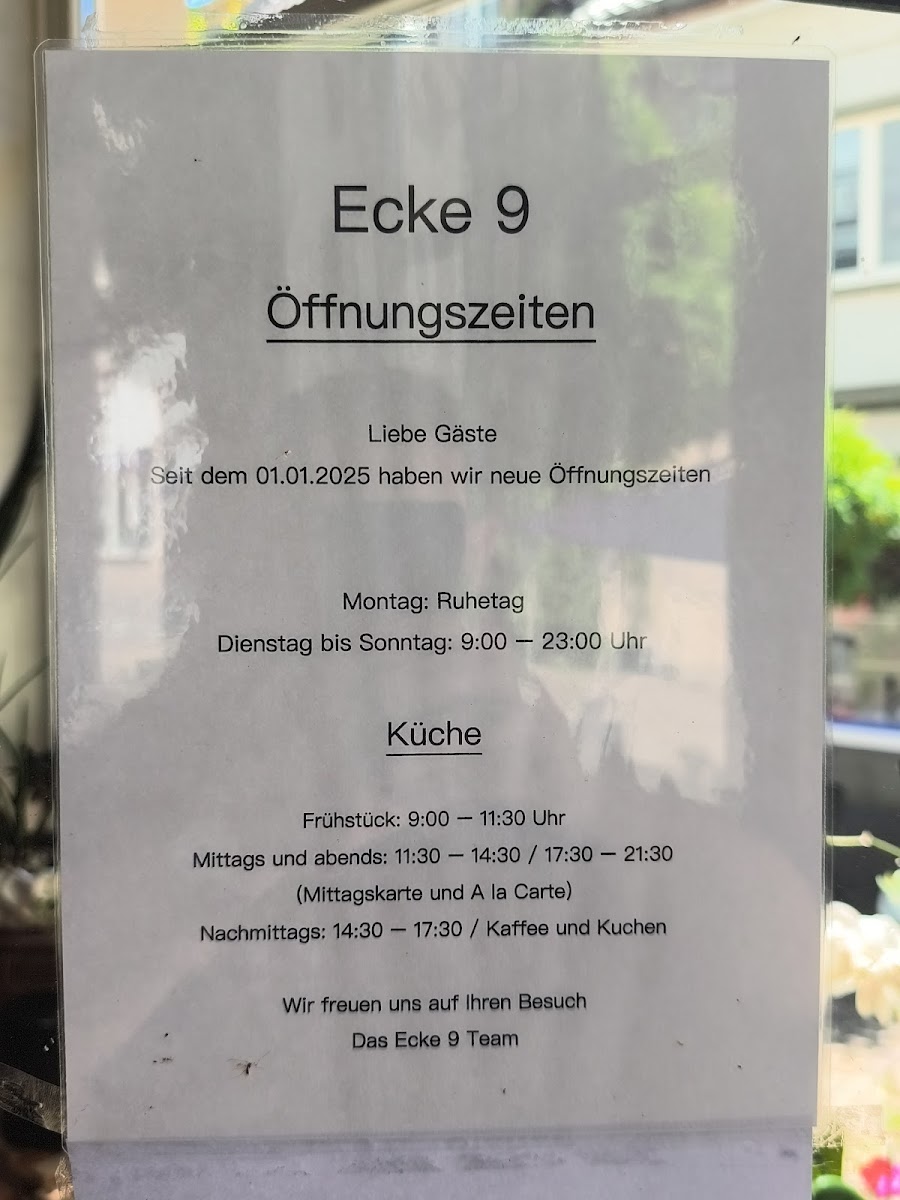 Ecke 9
Öffnungszeiten
Liebe Gäste
Seit dem 01.01.2025 haben wir neue Öffnungszeiten
Montag: Ruhetag
Dienstag bis Sonntag: 9:00 – 23:00 Uhr
Küche
Frühstück: 9:00 – 11:30 Uhr
Mittags und abends: 11:30 – 14:30 / 17:30 – 21:30
(Mittagskarte und A la Carte)
Nachmittags: 14:30 – 17:30 / Kaffee und Kuchen
Wir freuen uns auf Ihren Besuch
Das Ecke 9 Team